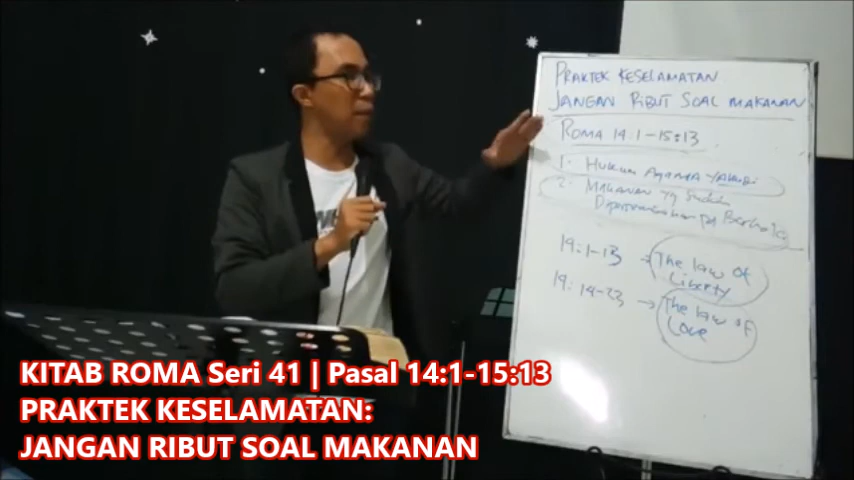 PRAKTEK KESELAMATAN
JANGAN RIBUT SOAL MAKANAN
ROMA 14:1-15:13
1. HUKUM AGAMA YAHUDI
2. MAKANAN yg Sudah
Dipersembahkan pd Berhala
14:1-13 → The law of
Liberty
14:14-23 → The law of
Love
KITAB ROMA Seri 41 | Pasal 14:1-15:13
PRAKTEK KESELAMATAN:
JANGAN RIBUT SOAL MAKANAN